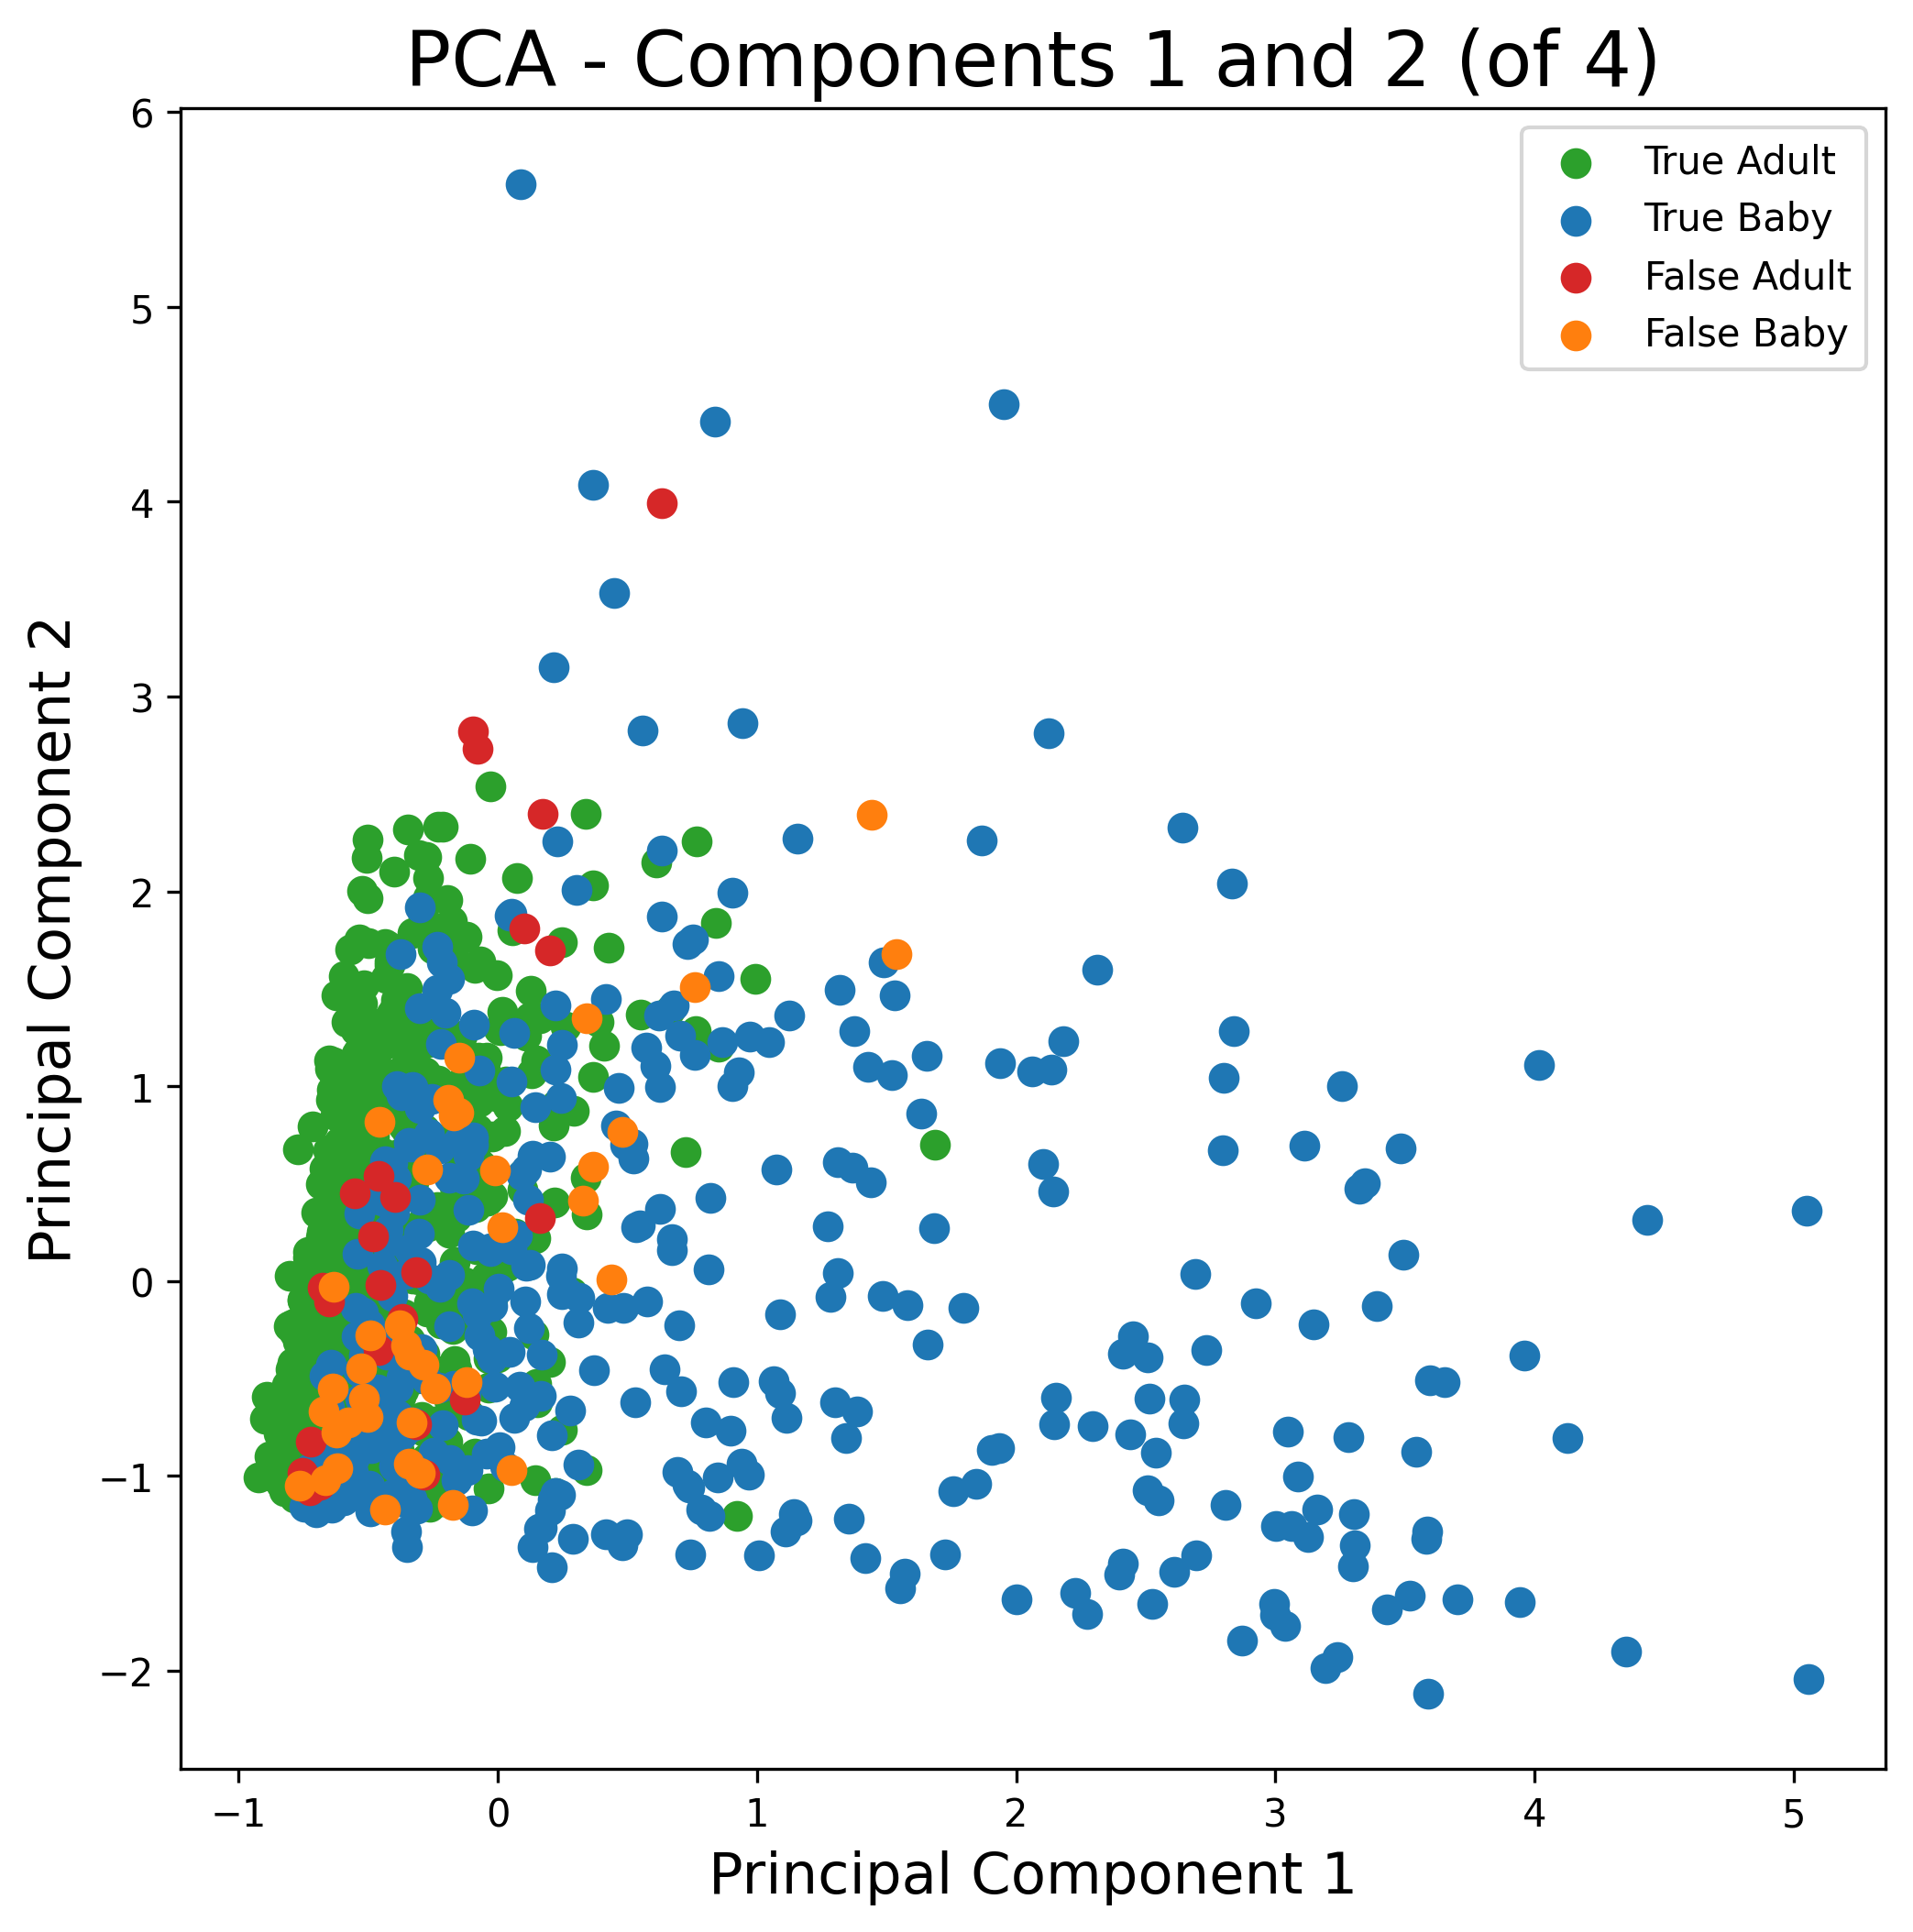 PCA - Components 1 and 2 (of 4)
6
5
4
3
2
1
0
−1
−2
Principal Component 2
True Adult
True Baby
False Adult
False Baby
−1 0 1 2 3 4 5
Principal Component 1